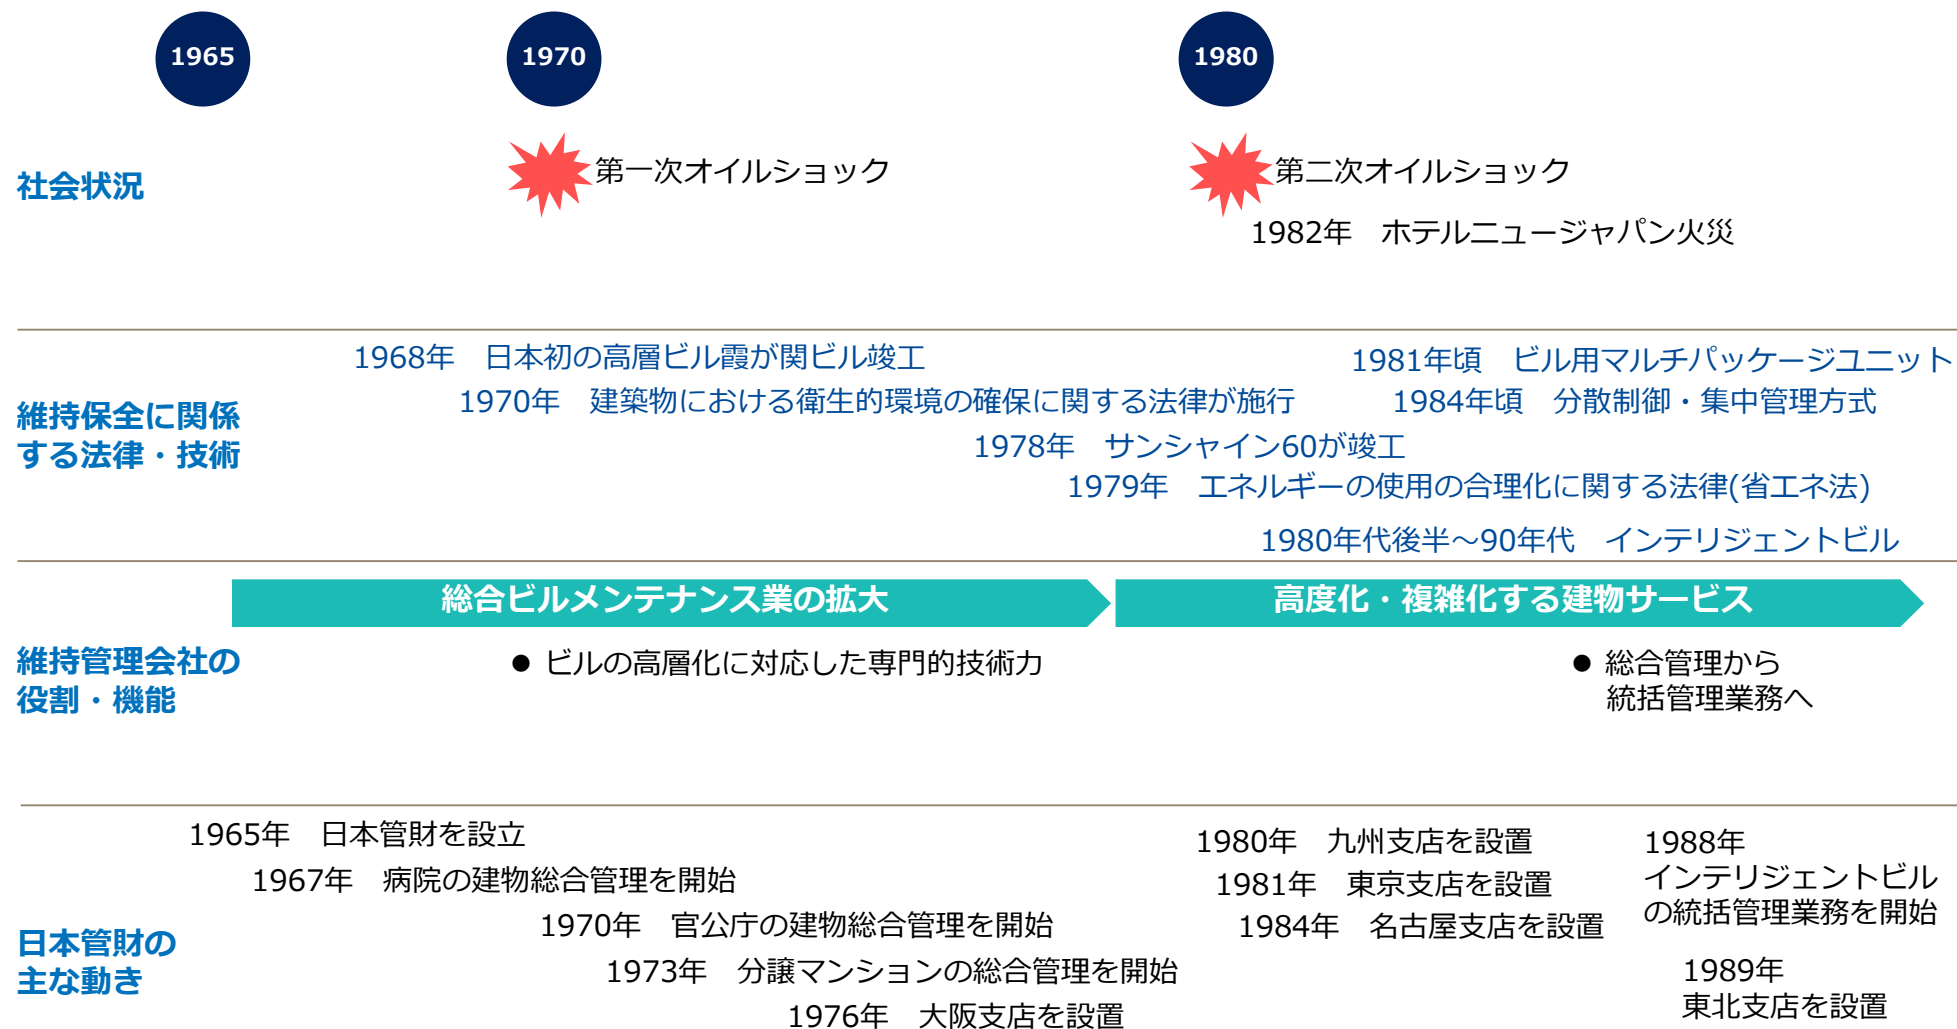 1965
1970
1980
社会状況
第一次オイルショック
第二次オイルショック
1982年　ホテルニュージャパン火災
維持保全に関係
する法律・技術
1968年　日本初の高層ビル霞が関ビル竣工
1981年頃　ビル用マルチパッケージユニット
1970年　建築物における衛生的環境の確保に関する法律が施行
1984年頃　分散制御・集中管理方式
1978年　サンシャイン60が竣工
1979年　エネルギーの使用の合理化に関する法律(省エネ法)
1980年代後半～90年代　インテリジェントビル
維持管理会社の
役割・機能
総合ビルメンテナンス業の拡大
高度化・複雑化する建物サービス
● ビルの高層化に対応した専門的技術力
● 総合管理から
統括管理業務へ
日本管財の
主な動き
1965年　日本管財を設立
1967年　病院の建物総合管理を開始
1970年　官公庁の建物総合管理を開始
1973年　分譲マンションの総合管理を開始
1976年　大阪支店を設置
1980年　九州支店を設置
1981年　東京支店を設置
1984年　名古屋支店を設置
1988年
インテリジェントビル
の統括管理業務を開始
1989年
東北支店を設置